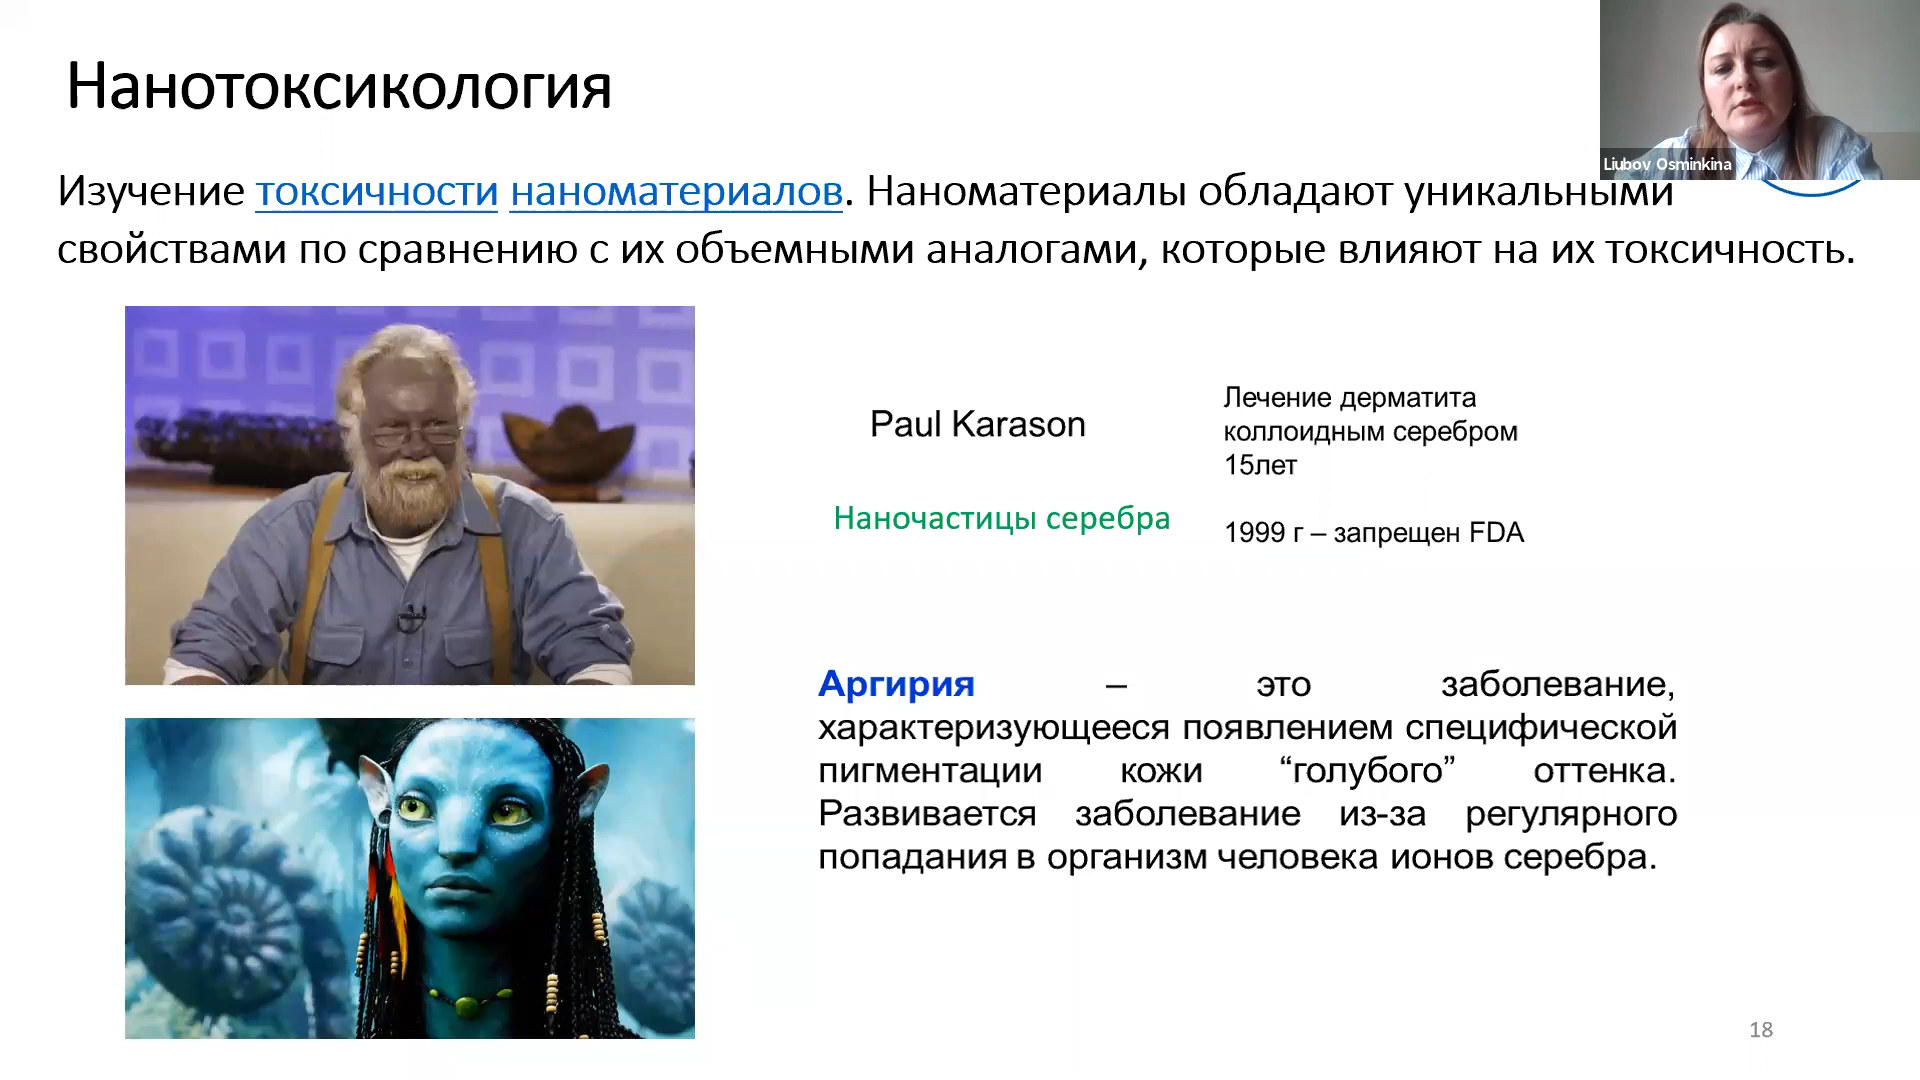 Нанотоксикология
Liubov Osminkina
Изучение токсичности наноматериалов. Наноматериалы обладают уникальными
свойствами по сравнению с их объемными аналогами, которые влияют на их токсичность.
Paul Karason
Лечение дерматита
коллоидным серебром
15лет
Наночастицы серебра
1999 г – запрещен FDA
Аргирия – это заболевание,
характеризующееся появлением специфической
пигментации кожи “голубого” оттенка.
Развивается заболевание из-за регулярного
попадания в организм человека ионов серебра.
18